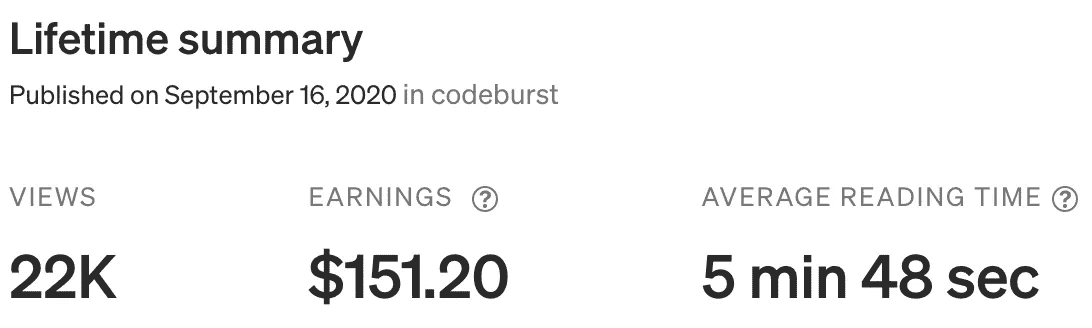 Lifetime summary
Published on September 16, 2020 in codeburst
VIEWS EARNINGS ? AVERAGE READING TIME ?
22K $151.20 5 min 48 sec